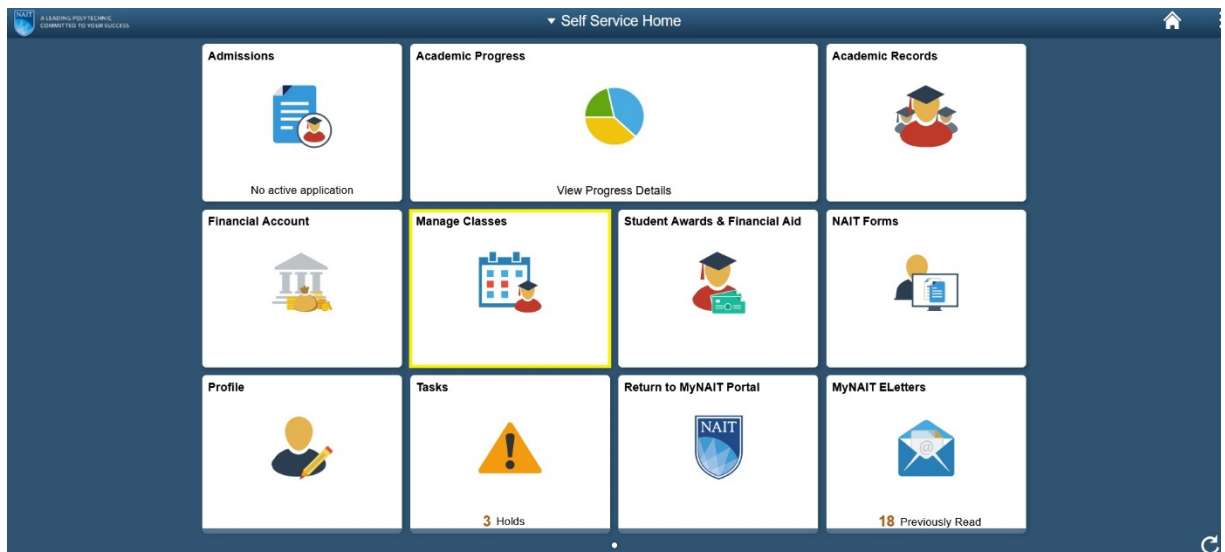 NAIT
A LEADING POLYTECHNIC
COMMITTED TO YOUR SUCCESS
Self Service Home
Admissions
No active application
Academic Progress
View Progress Details
Academic Records
Financial Account
Manage Classes
Student Awards & Financial Aid
NAIT Forms
Profile
Tasks
3 Holds
Return to MyNAIT Portal
NAIT
MyNAIT ELetters
@
18 Previously Read